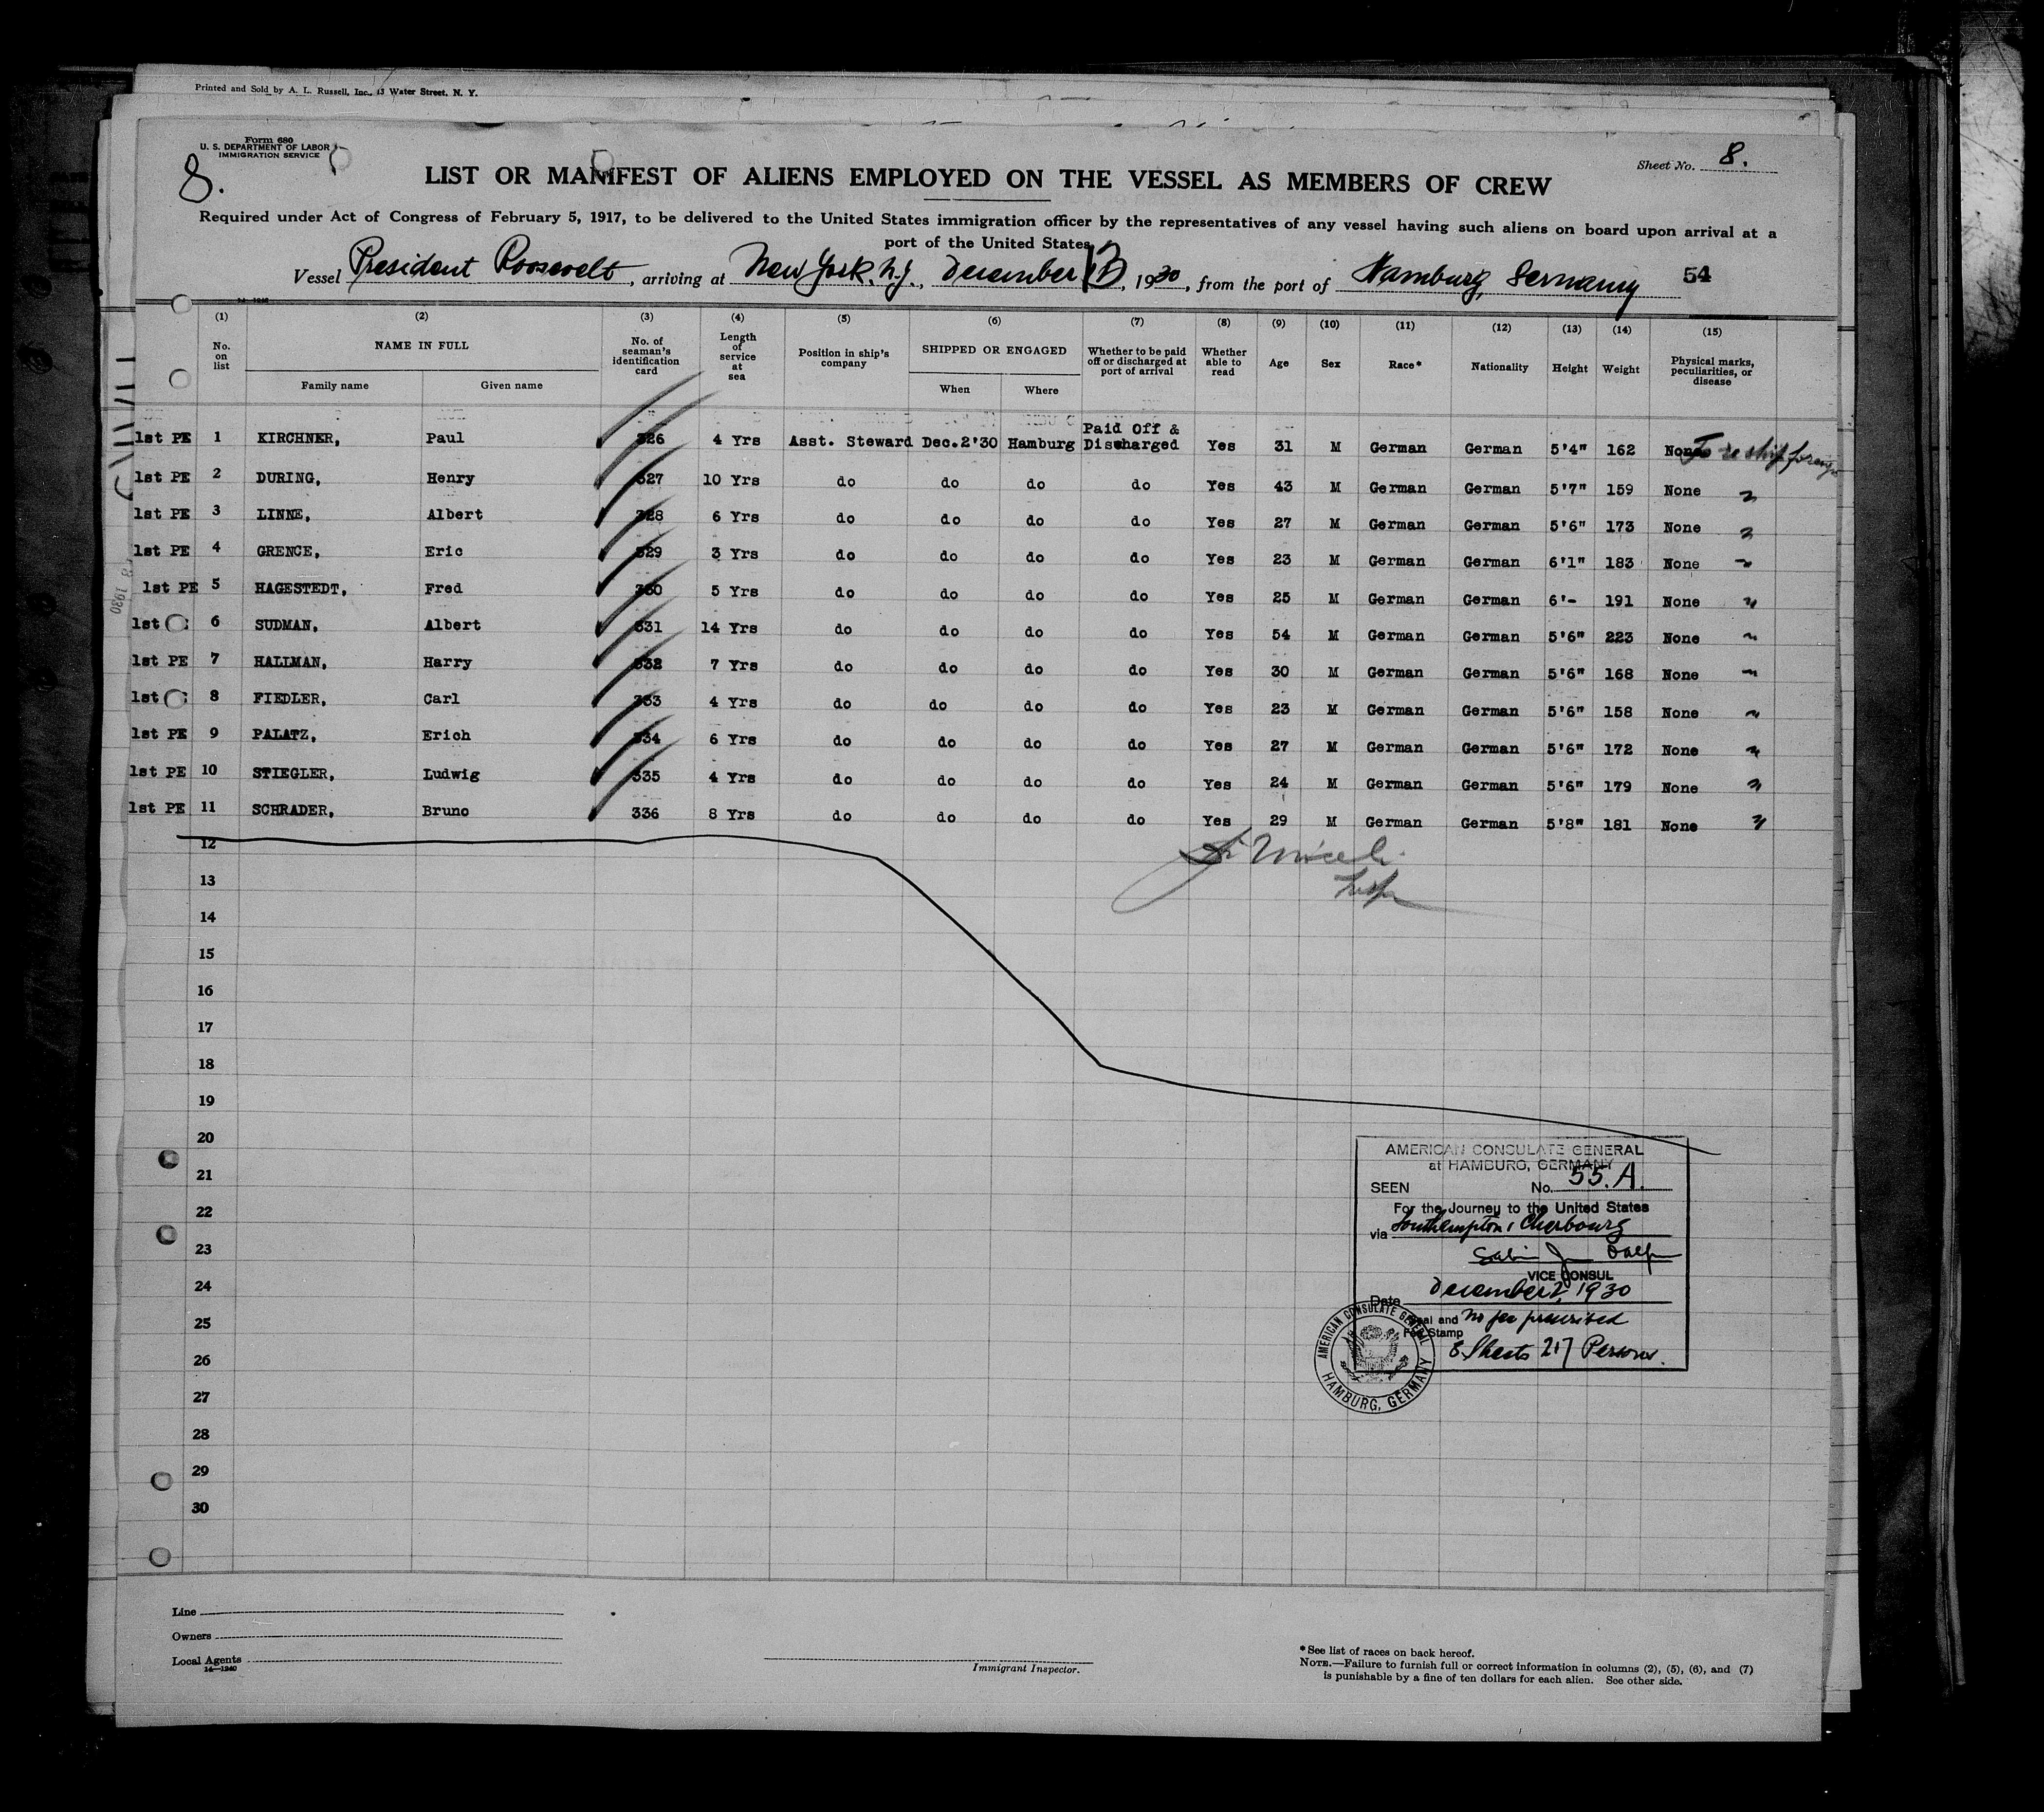 Printed and Sold by A. L. Russell, Inc., 13 Water Street, N. Y.
Form 680
U. S. DEPARTMENT OF LABOR
IMMIGRATION SERVICE
8.
Sheet No. 8.
LIST OR MANIFEST OF ALIENS EMPLOYED ON THE VESSEL AS MEMBERS OF CREW
Required under Act of Congress of February 5, 1917, to be delivered to the United States immigration officer by the representatives of any vessel having such aliens on board upon arrival at a
port of the United States
Vessel President Roosevelt, arriving at New York, N.Y., December 13, 1930, from the port of Hamburg, Germany 54
14-1240
(1) (2) (3) (4) (5) (6) (7) (8) (9) (10) (11) (12) (13) (14) (15)
No. on list NAME IN FULL Family name Given name No. of seaman's identification card Length of service at sea Position in ship's company SHIPPED OR ENGAGED When Where Whether to be paid off or discharged at port of arrival Whether able to read Age Sex Race* Nationality Height Weight Physical marks, peculiarities, or disease
1st PE 1 KIRCHNER, Paul 326 4 Yrs Asst. Steward Dec.2'30 Hamburg Paid Off & Discharged Yes 31 M German German 5'4" 162 None To reship foreign
1st PE 2 DURING, Henry 327 10 Yrs do do do do Yes 43 M German German 5'7" 159 None "
1st PE 3 LINNE, Albert 328 6 Yrs do do do do Yes 27 M German German 5'6" 173 None "
1st PE 4 GRENCE, Eric 329 3 Yrs do do do do Yes 23 M German German 6'1" 183 None "
1st PE 5 HAGESTEDT, Fred 330 5 Yrs do do do do Yes 25 M German German 6'- 191 None "
1st 6 SUDMAN, Albert 331 14 Yrs do do do do Yes 54 M German German 5'6" 223 None "
1st PE 7 HALLMAN, Harry 332 7 Yrs do do do do Yes 30 M German German 5'6" 168 None "
1st 8 FIEDLER, Carl 333 4 Yrs do do do do Yes 23 M German German 5'6" 158 None "
1st PE 9 PALATZ, Erich 334 6 Yrs do do do do Yes 27 M German German 5'6" 172 None "
1st PE 10 STIEGLER, Ludwig 335 4 Yrs do do do do Yes 24 M German German 5'6" 179 None "
1st PE 11 SCHRADER, Bruno 336 8 Yrs do do do do Yes 29 M German German 5'8" 181 None "
12
13
14
15
16
17
18
19
20
21
22
23
24
25
26
27
28
29
30
AMERICAN CONSULATE GENERAL
at HAMBURG, GERMANY
SEEN No. 55.A.
For the Journey to the United States
via Southampton, Cherbourg
VICE CONSUL
Date December 2, 1930
Seal and No fee prescribed
Fee Stamp
8 Sheets 217 Persons.
AMERICAN CONSULATE GENERAL
HAMBURG, GERMANY
Line
Owners
Local Agents
14-1240
Immigrant Inspector.
*See list of races on back hereof.
NOTE.—Failure to furnish full or correct information in columns (2), (5), (6), and (7)
is punishable by a fine of ten dollars for each alien. See other side.